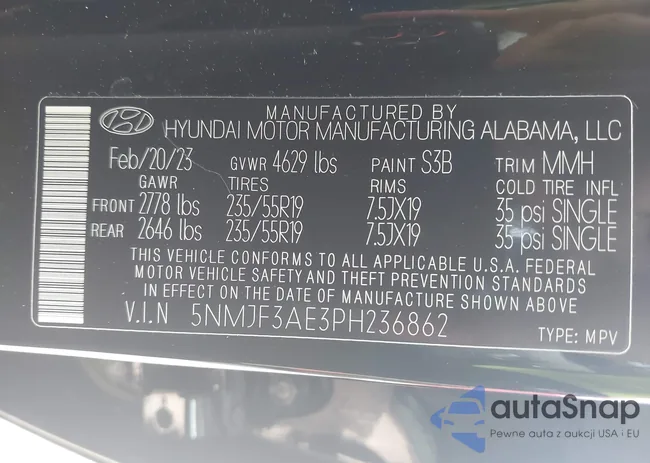 MANUFACTURED BY
HYUNDAI MOTOR MANUFACTURING ALABAMA, LLC
Feb/20/23 GVWR 4629 lbs PAINT S3B TRIM MMH
GAWR TIRES RIMS COLD TIRE INFL
FRONT 2778 lbs 235/55R19 7.5JX19 35 psi SINGLE
REAR 2646 lbs 235/55R19 7.5JX19 35 psi SINGLE
THIS VEHICLE CONFORMS TO ALL APPLICABLE U.S.A. FEDERAL
MOTOR VEHICLE SAFETY AND THEFT PREVENTION STANDARDS
IN EFFECT ON THE DATE OF MANUFACTURE SHOWN ABOVE
V.I.N 5NMJF3AE3PH236862
TYPE: MPV
autaSnap
Pewne auta z aukcji USA i EU